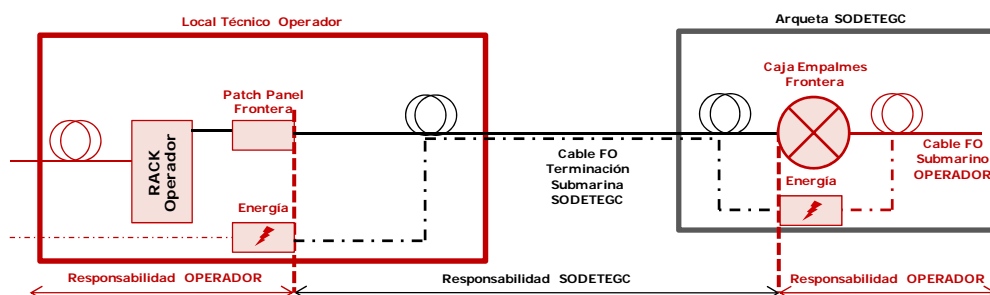 Local Técnico Operador
Arqueta SODETEGC
Caja Empalmes
Frontera
Patch Panel
Frontera
RACK
Operador
Cable FO
Terminación
Submarina
SODETEGC
Cable FO
Submarino
OPERADOR
Energía
Energía
Responsabilidad OPERADOR
Responsabilidad SODETEGC
Responsabilidad OPERADOR